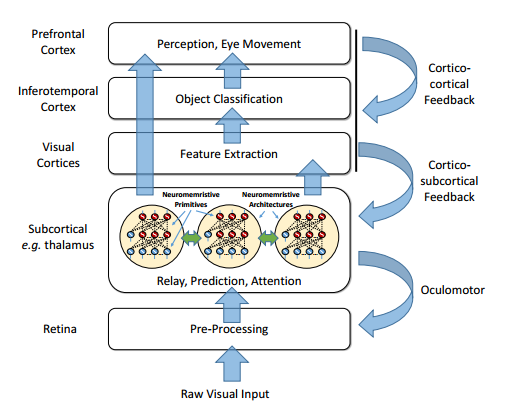 Prefrontal
Cortex
Perception, Eye Movement
Inferotemporal
Cortex
Object Classification
Cortico-
cortical
Feedback
Visual
Cortices
Feature Extraction
Cortico-
subcortical
Feedback
Neuromemristive
Primitives
Neuromemristive
Architectures
Subcortical
e.g. thalamus
Relay, Prediction, Attention
Oculomotor
Retina
Pre-Processing
Raw Visual Input